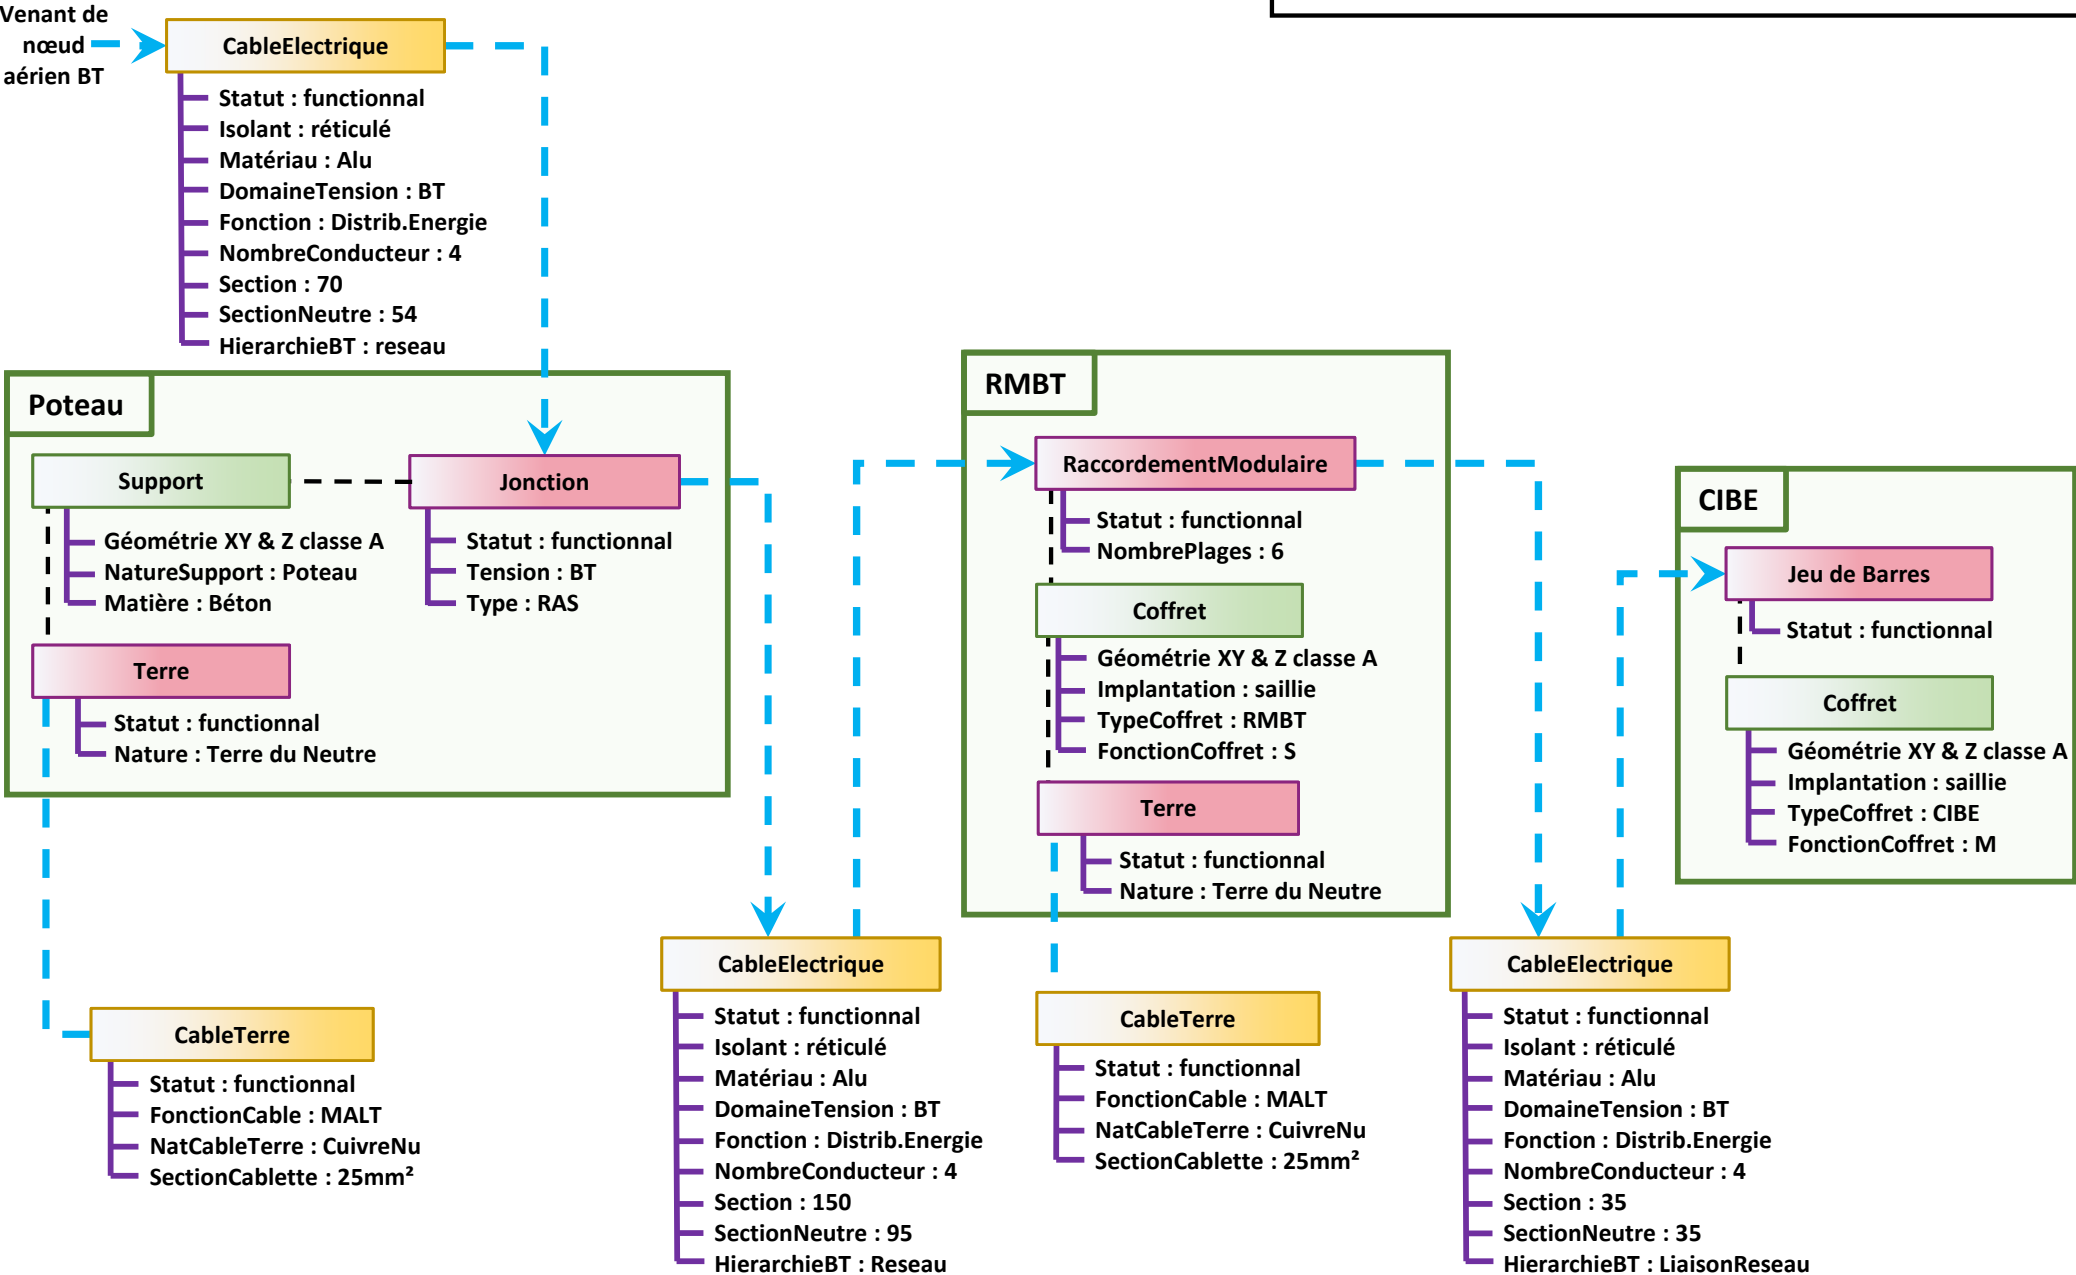 Venant de
nœud
aérien BT
CableElectrique
Statut : functionnal
Isolant : réticulé
Matériau : Alu
DomaineTension : BT
Fonction : Distrib.Energie
NombreConducteur : 4
Section : 70
SectionNeutre : 54
HierarchieBT : reseau
Poteau
Support
Géométrie XY & Z classe A
NatureSupport : Poteau
Matière : Béton
Jonction
Statut : functionnal
Tension : BT
Type : RAS
Terre
Statut : functionnal
Nature : Terre du Neutre
CableTerre
Statut : functionnal
FonctionCable : MALT
NatCableTerre : CuivreNu
SectionCablette : 25mm²
CableElectrique
Statut : functionnal
Isolant : réticulé
Matériau : Alu
DomaineTension : BT
Fonction : Distrib.Energie
NombreConducteur : 4
Section : 150
SectionNeutre : 95
HierarchieBT : Reseau
RMBT
RaccordementModulaire
Statut : functionnal
NombrePlages : 6
Coffret
Géométrie XY & Z classe A
Implantation : saillie
TypeCoffret : RMBT
FonctionCoffret : S
Terre
Statut : functionnal
Nature : Terre du Neutre
CableTerre
Statut : functionnal
FonctionCable : MALT
NatCableTerre : CuivreNu
SectionCablette : 25mm²
CableElectrique
Statut : functionnal
Isolant : réticulé
Matériau : Alu
DomaineTension : BT
Fonction : Distrib.Energie
NombreConducteur : 4
Section : 35
SectionNeutre : 35
HierarchieBT : LiaisonReseau
CIBE
Jeu de Barres
Statut : functionnal
Coffret
Géométrie XY & Z classe A
Implantation : saillie
TypeCoffret : CIBE
FonctionCoffret : M